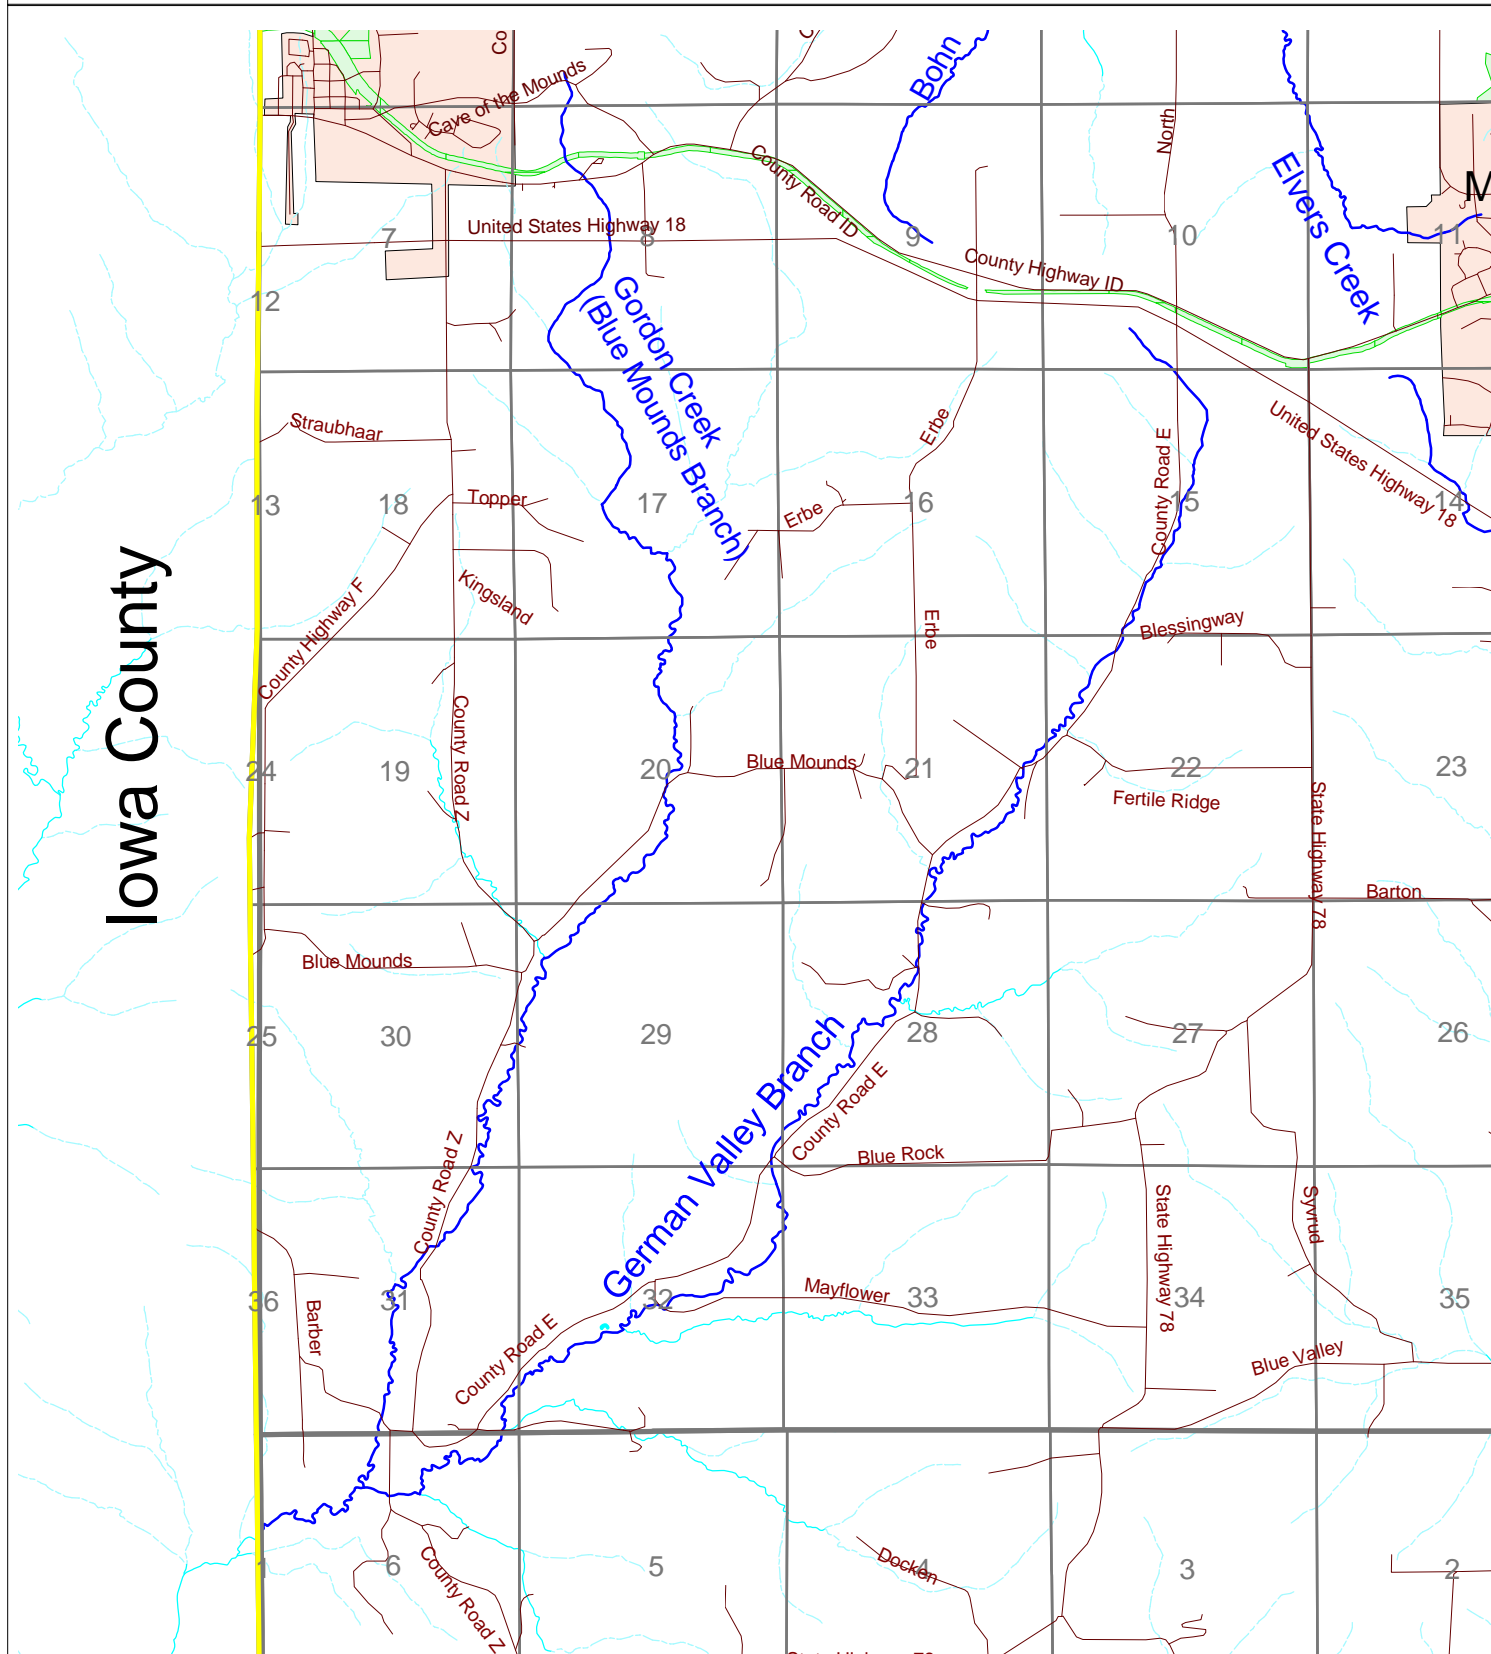 Co
Cave of the Mounds
Bohn
North
Elvers Creek
M
County Road ID
United States Highway 18
7
8
9
10
11
County Highway ID
12
Gordon Creek
(Blue Mounds Branch)
Straubhaar
Erbe
County Road E
United States Highway 18
13
18
Topper
17
Erbe
16
15
14
Kingsland
County Highway F
Erbe
Blessingway
Iowa County
County Road Z
24
19
20
Blue Mounds
21
22
23
Fertile Ridge
State Highway 78
Barton
Blue Mounds
25
30
29
28
27
26
German Valley Branch
County Road E
Blue Rock
County Road Z
State Highway 78
Syvrud
36
31
32
Mayflower
33
34
35
Barber
County Road E
Blue Valley
1
6
5
4
3
2
Docken
County Road Z